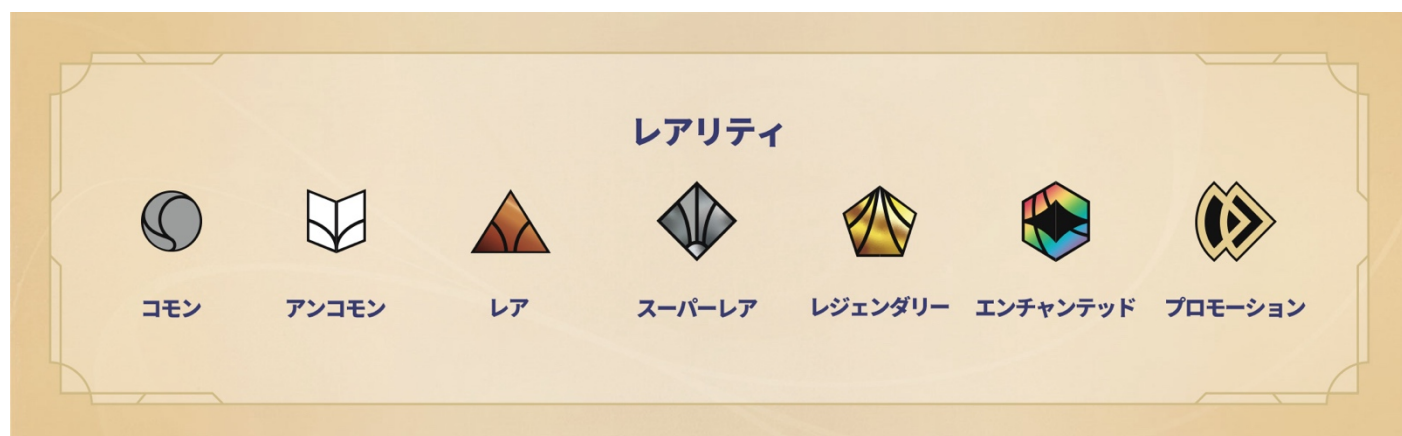 レアリティ
コモン
アンコモン
レア
スーパーレア
レジェンダリー
エンチャンテッド
プロモーション